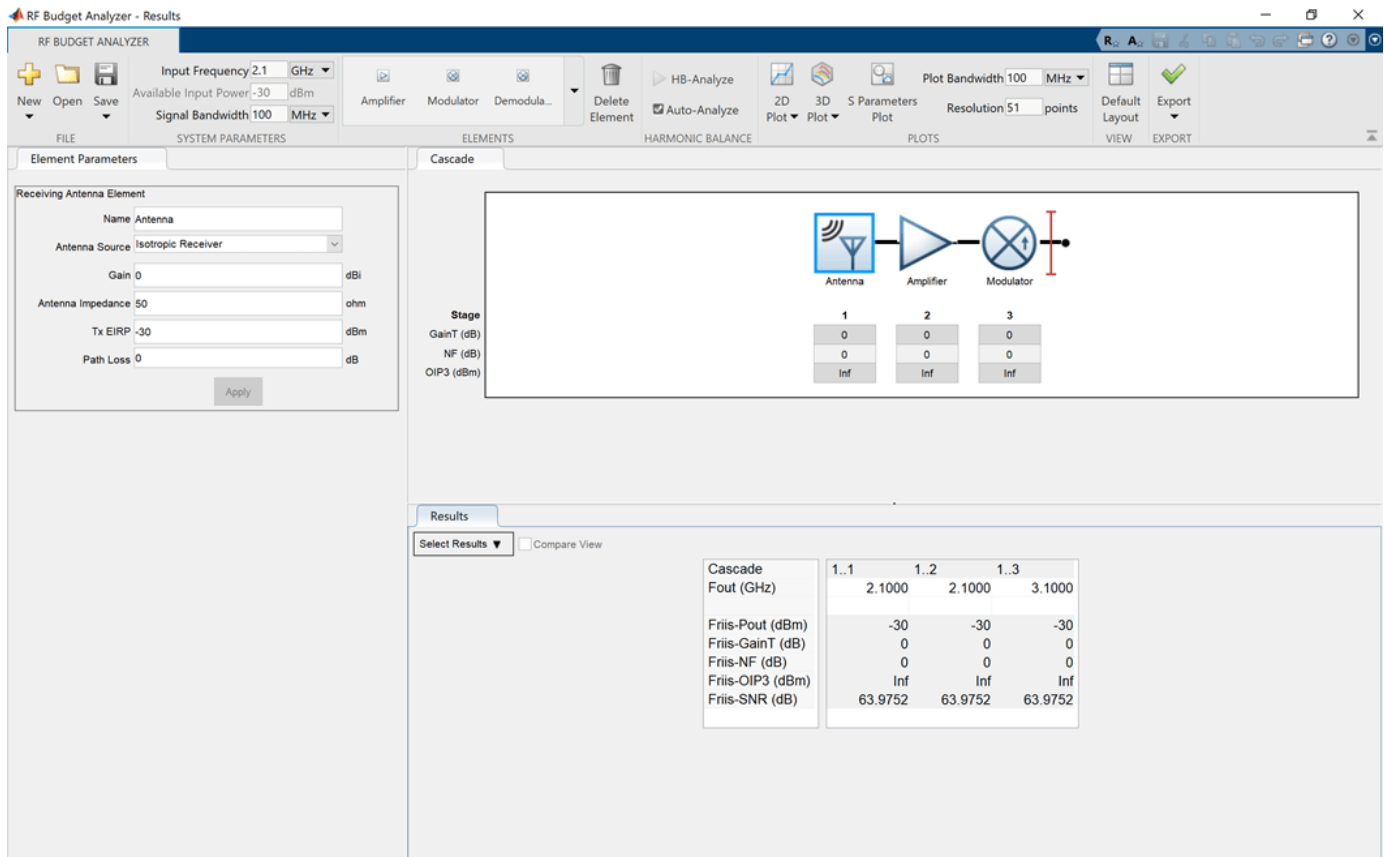 RF Budget Analyzer - Results
RF BUDGET ANALYZER
New
Open
Save
FILE
Input Frequency 2.1 GHz
Available Input Power -30 dBm
Signal Bandwidth 100 MHz
SYSTEM PARAMETERS
Amplifier
Modulator
Demodula...
ELEMENTS
Delete
Element
HB-Analyze
Auto-Analyze
HARMONIC BALANCE
2D
Plot
3D
Plot
S Parameters
Plot
Plot Bandwidth 100 MHz
Resolution 51 points
PLOTS
Default
Layout
VIEW
Export
EXPORT
Element Parameters
Receiving Antenna Element
Name Antenna
Antenna Source Isotropic Receiver
Gain 0 dBi
Antenna Impedance 50 ohm
Tx EIRP -30 dBm
Path Loss 0 dB
Apply
Cascade
Antenna Amplifier Modulator
Stage 1 2 3
GainT (dB) 0 0 0
NF (dB) 0 0 0
OIP3 (dBm) Inf Inf Inf
Results
Select Results ▼ Compare View
Cascade 1..1 1..2 1..3
Fout (GHz) 2.1000 2.1000 3.1000
Friis-Pout (dBm) -30 -30 -30
Friis-GainT (dB) 0 0 0
Friis-NF (dB) 0 0 0
Friis-OIP3 (dBm) Inf Inf Inf
Friis-SNR (dB) 63.9752 63.9752 63.9752